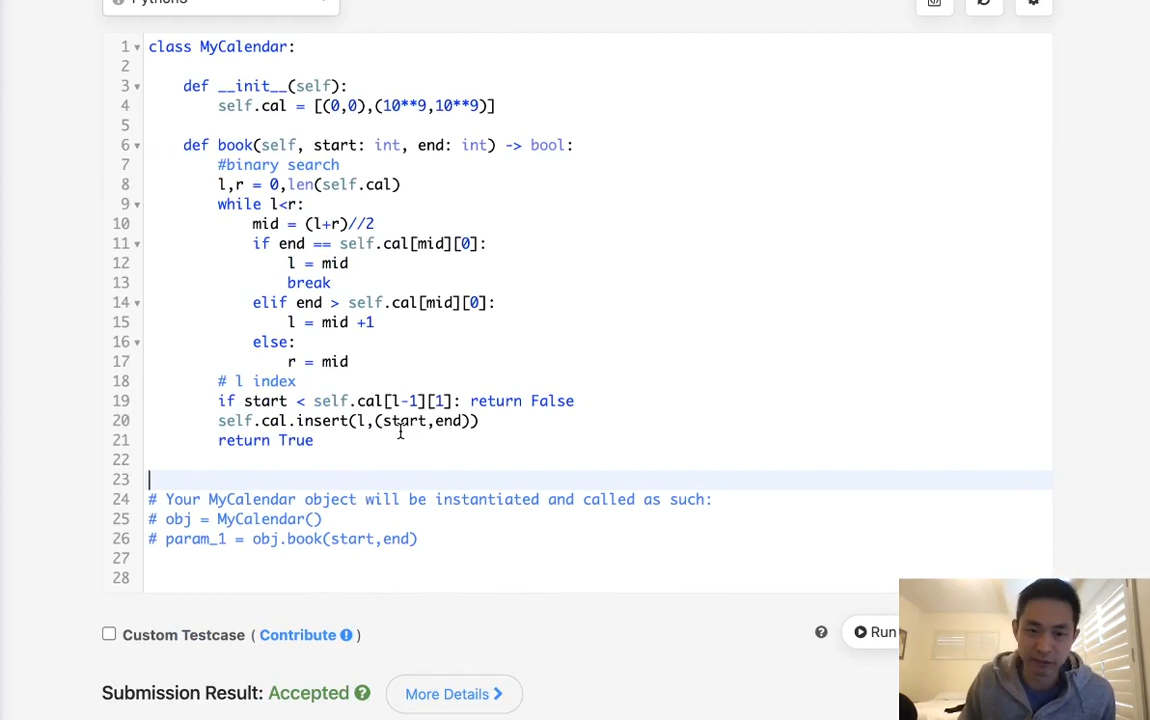 Python3
1 class MyCalendar:
2
3 def __init__(self):
4 self.cal = [(0,0),(10**9,10**9)]
5
6 def book(self, start: int, end: int) -> bool:
7 #binary search
8 l,r = 0,len(self.cal)
9 while l<r:
10 mid = (l+r)//2
11 if end == self.cal[mid][0]:
12 l = mid
13 break
14 elif end > self.cal[mid][0]:
15 l = mid +1
16 else:
17 r = mid
18 # l index
19 if start < self.cal[l-1][1]: return False
20 self.cal.insert(l,(start,end))
21 return True
22
23
24 # Your MyCalendar object will be instantiated and called as such:
25 # obj = MyCalendar()
26 # param_1 = obj.book(start,end)
27
28
Custom Testcase ( Contribute )
Run
Submission Result: Accepted
More Details